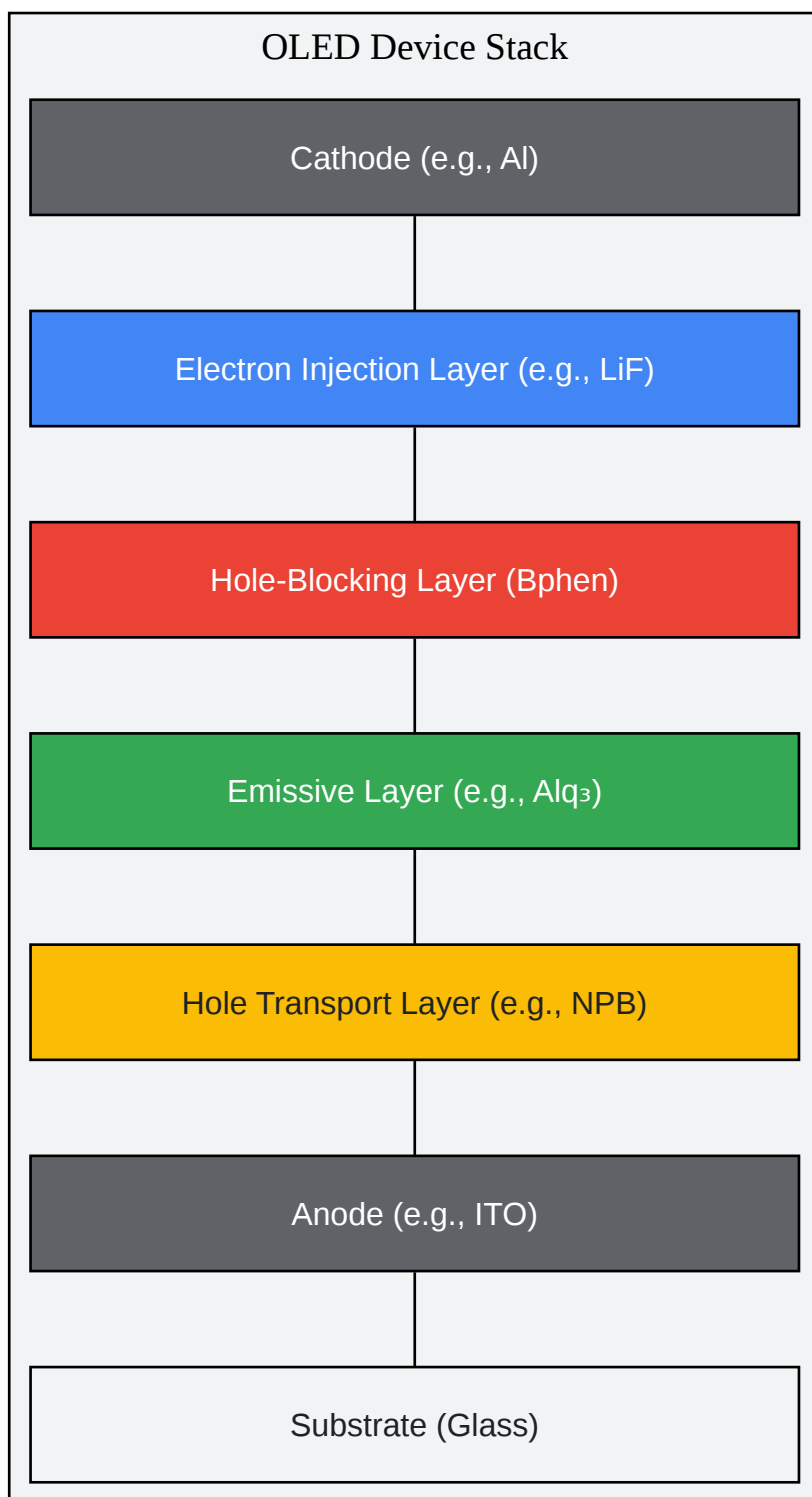 OLED Device Stack
Cathode (e.g., Al)
Electron Injection Layer (e.g., LiF)
Hole-Blocking Layer (Bphen)
Emissive Layer (e.g., Alq₃)
Hole Transport Layer (e.g., NPB)
Anode (e.g., ITO)
Substrate (Glass)